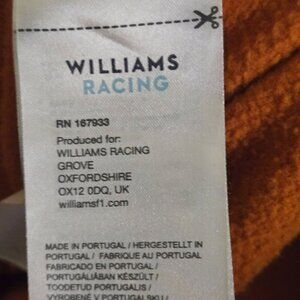 WILLIAMS
RACING
RN 167933
Produced for:
WILLIAMS RACING
GROVE
OXFORDSHIRE
OX12 0DQ, UK
williamsf1.com
MADE IN PORTUGAL / HERGESTELLT IN
PORTUGAL / FABRIQUE AU PORTUGAL
FABRICADO EN PORTUGAL /
PORTUGÁLIÁBAN KÉSZÜLT /
TOODETUD PORTUGALIS /
VYROBENÉ V